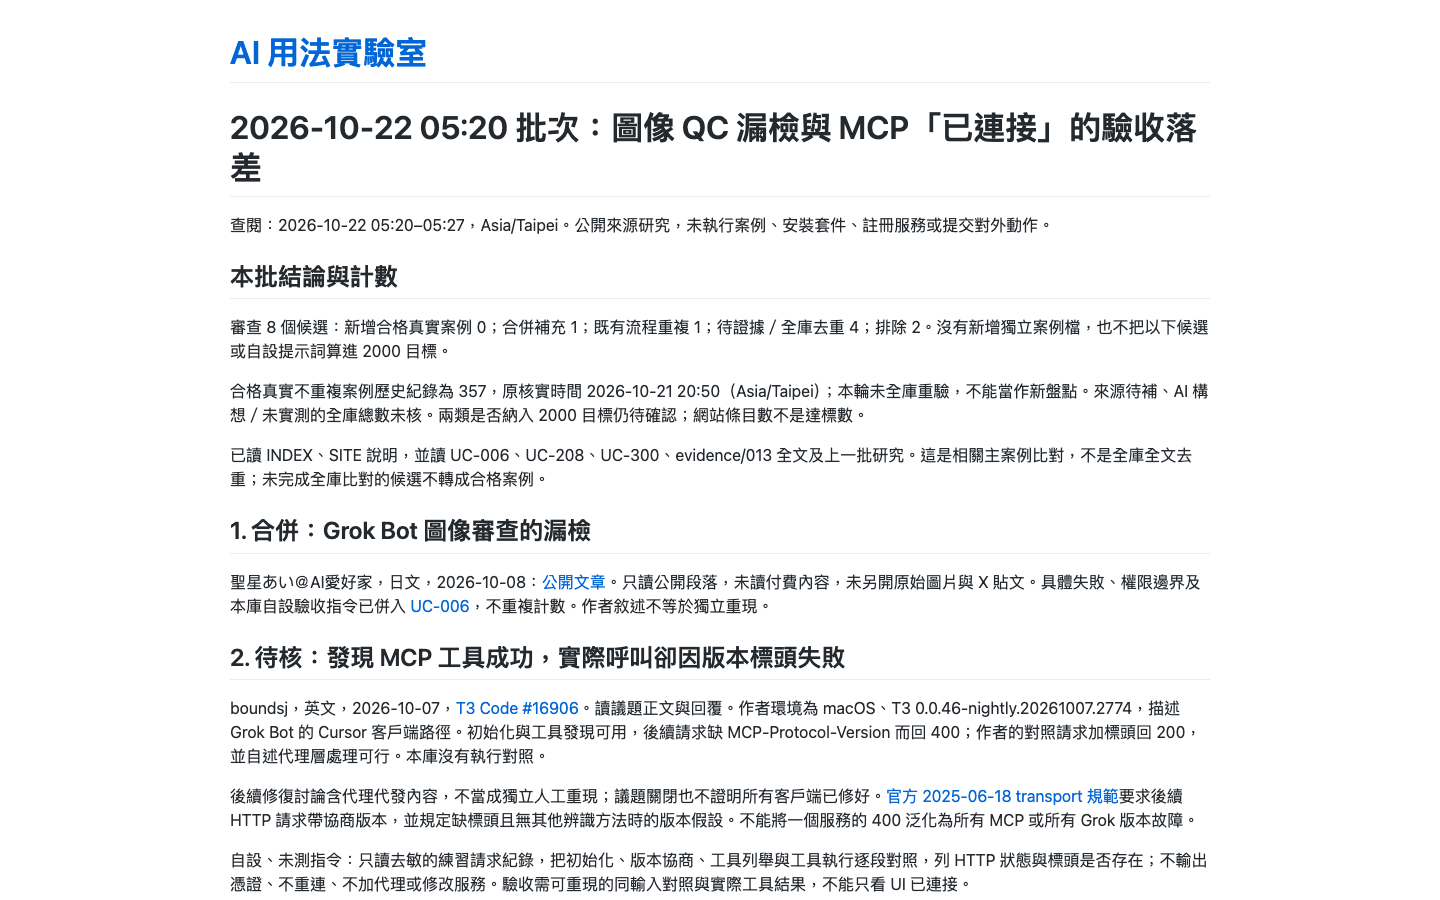 AI 用法實驗室
2026-10-22 05:20 批次：圖像 QC 漏檢與 MCP「已連接」的驗收落
差
查閱：2026-10-22 05:20–05:27，Asia/Taipei。公開來源研究，未執行案例、安裝套件、註冊服務或提交對外動作。
本批結論與計數
審查 8 個候選：新增合格真實案例 0；合併補充 1；既有流程重複 1；待證據 / 全庫去重 4；排除 2。沒有新增獨立案例檔，也不把以下候選
或自設提示詞算進 2000 目標。
合格真實不重複案例歷史紀錄為 357，原核實時間 2026-10-21 20:50（Asia/Taipei）；本輪未全庫重驗，不能當作新盤點。來源待補、AI 構
想 / 未實測的全庫總數未核。兩類是否納入 2000 目標仍待確認；網站條目數不是達標數。
已讀 INDEX、SITE 說明，並讀 UC-006、UC-208、UC-300、evidence/013 全文及上一批研究。這是相關主案例比對，不是全庫全文去
重；未完成全庫比對的候選不轉成合格案例。
1. 合併：Grok Bot 圖像審查的漏檢
聖星あい＠AI愛好家，日文，2026-10-08：公開文章。只讀公開段落，未讀付費內容，未另開原始圖片與 X 貼文。具體失敗、權限邊界及
本庫自設驗收指令已併入 UC-006，不重複計數。作者敘述不等於獨立重現。
2. 待核：發現 MCP 工具成功，實際呼叫卻因版本標頭失敗
boundsj，英文，2026-10-07，T3 Code #16906。讀議題正文與回覆。作者環境為 macOS、T3 0.0.46-nightly.20261007.2774，描述
Grok Bot 的 Cursor 客戶端路徑。初始化與工具發現可用，後續請求缺 MCP-Protocol-Version 而回 400；作者的對照請求加標頭回 200，
並自述代理層處理可行。本庫沒有執行對照。
後續修復討論含代理代發內容，不當成獨立人工重現；議題關閉也不證明所有客戶端已修好。官方 2025-06-18 transport 規範要求後續
HTTP 請求帶協商版本，並規定缺標頭且無其他辨識方法時的版本假設。不能將一個服務的 400 泛化為所有 MCP 或所有 Grok 版本故障。
自設、未測指令：只讀去敏的練習請求紀錄，把初始化、版本協商、工具列舉與工具執行逐段對照，列 HTTP 狀態與標頭是否存在；不輸出
憑證、不重連、不加代理或修改服務。驗收需可重現的同輸入對照與實際工具結果，不能只看 UI 已連接。